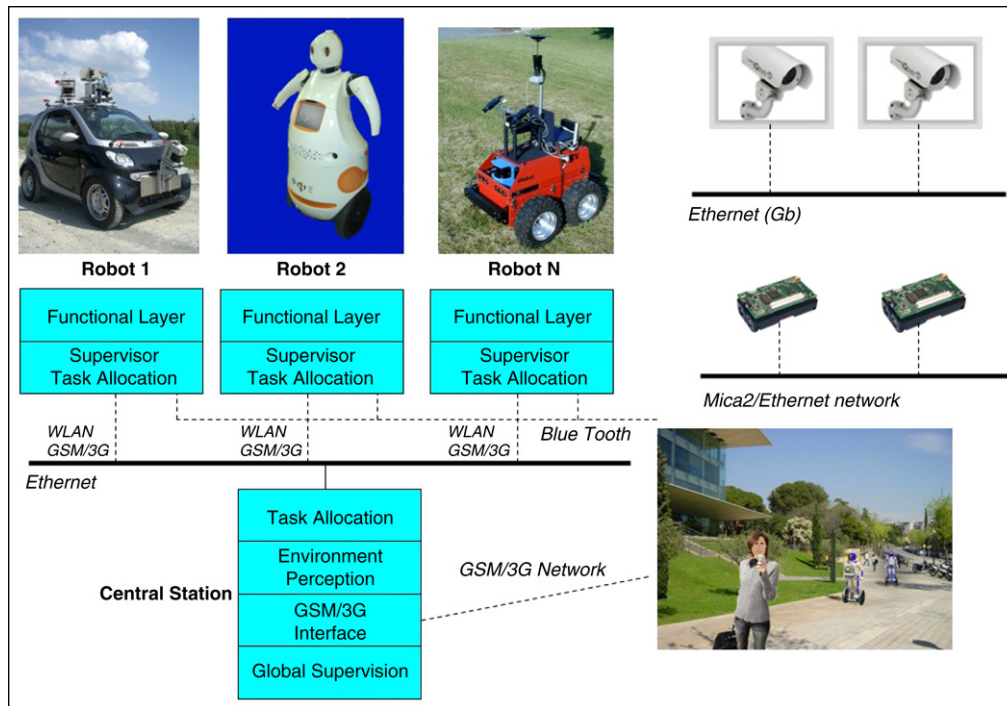 Robot 1
Robot 2
Robot N
Functional Layer
Supervisor
Task Allocation
Functional Layer
Supervisor
Task Allocation
Functional Layer
Supervisor
Task Allocation
WLAN
GSM/3G
WLAN
GSM/3G
WLAN
GSM/3G
Blue Tooth
Ethernet
Ethernet (Gb)
Mica2/Ethernet network
Central Station
Task Allocation
Environment
Perception
GSM/3G
Interface
Global Supervision
GSM/3G Network